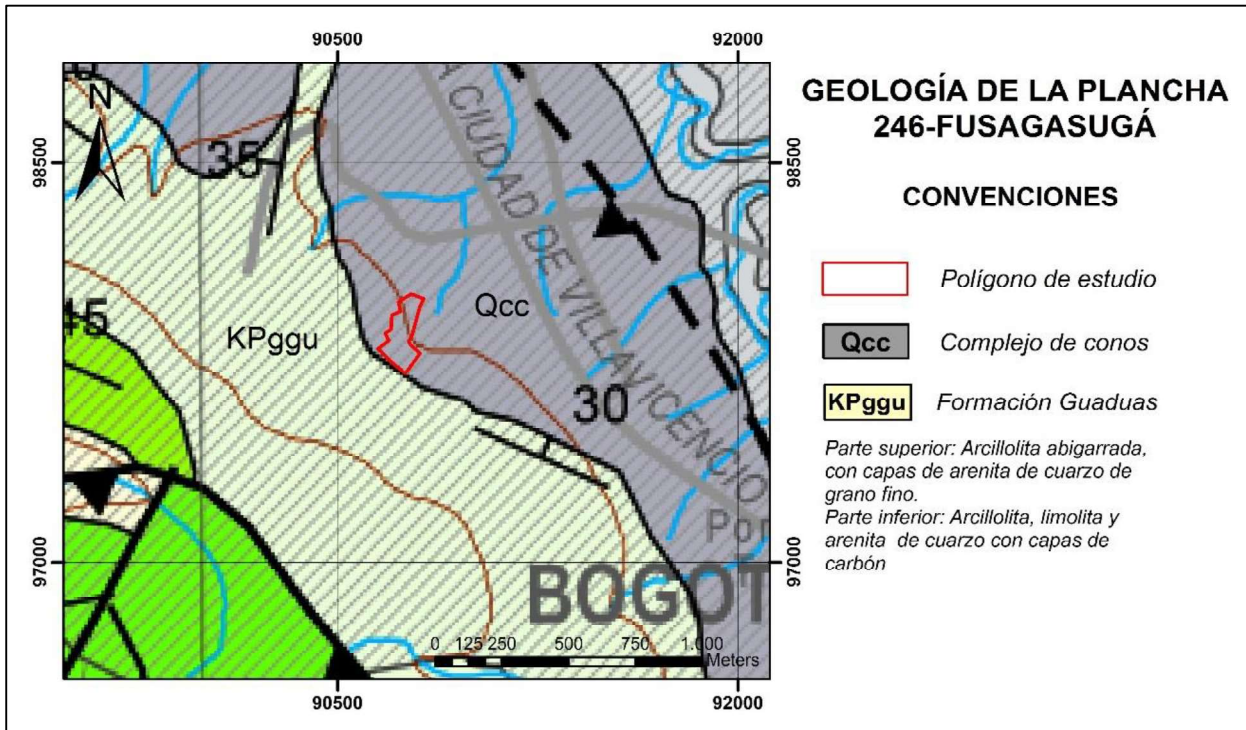 90500
92000
N
35
98500
98500
A CIUDAD DE VILLAVICENCIO
Qcc
KPggu
45
30
97000
97000
BOGOT
0 125 250 500 750 1.000
Meters
90500
92000
GEOLOGÍA DE LA PLANCHA
246-FUSAGASUGÁ
CONVENCIONES
Polígono de estudio
Qcc Complejo de conos
KPggu Formación Guaduas
Parte superior: Arcillolita abigarrada,
con capas de arenita de cuarzo de
grano fino.
Parte inferior: Arcillolita, limolita y
arenita de cuarzo con capas de
carbón